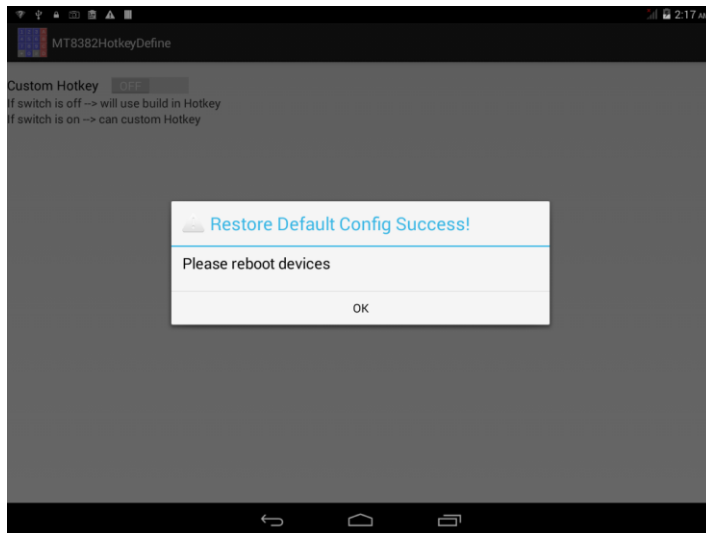 2:17 AM
MT8382HotkeyDefine
Custom Hotkey OFF
If switch is off --> will use build in Hotkey
If switch is on --> can custom Hotkey
Restore Default Config Success!
Please reboot devices
OK